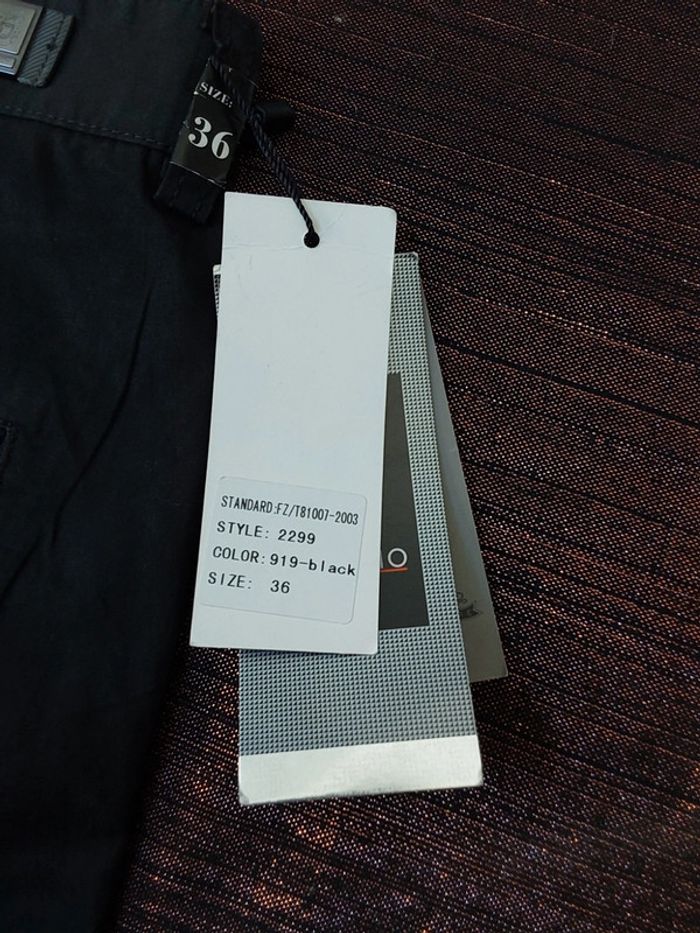 SIZE:
36
STANDARD:FZ/T81007-2003
STYLE: 2299
COLOR:919-black
SIZE: 36